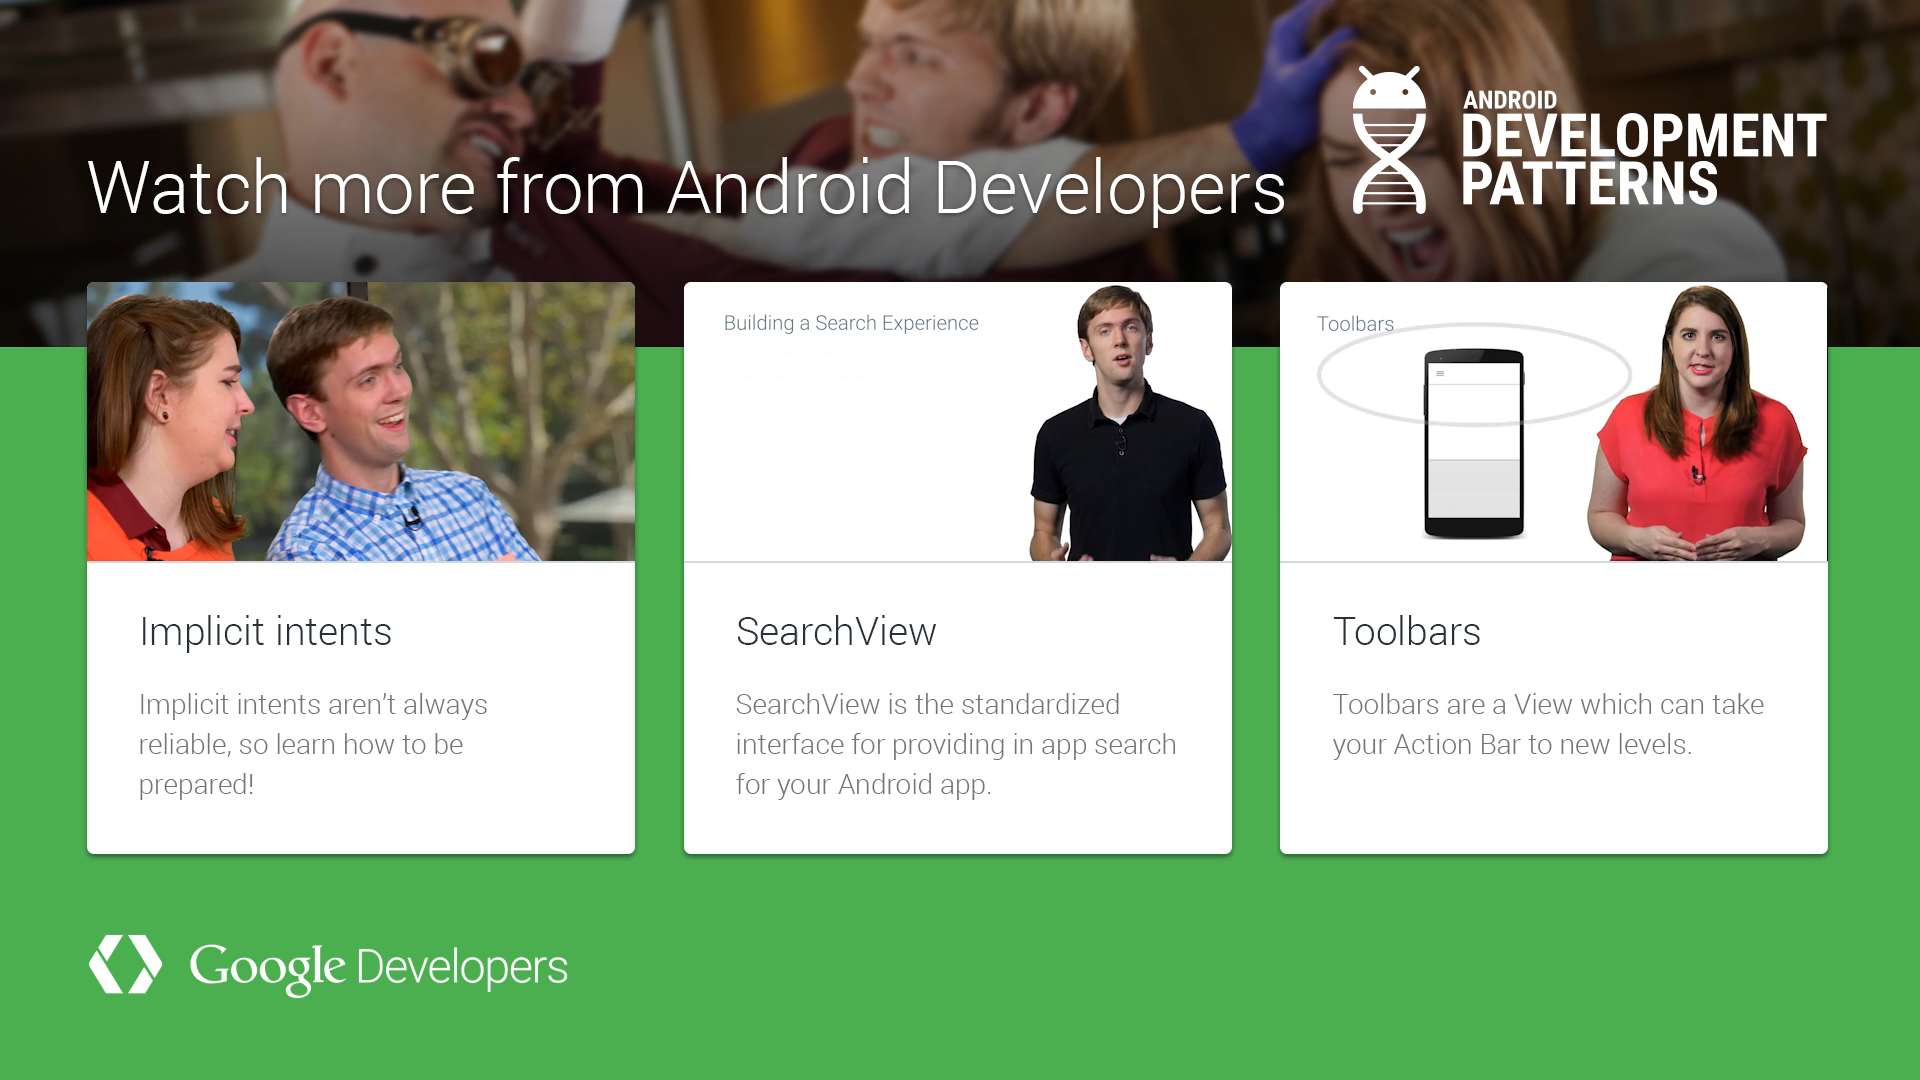 Watch more from Android Developers
ANDROID
DEVELOPMENT
PATTERNS
Building a Search Experience
Toolbars
Implicit intents
Implicit intents aren’t always
reliable, so learn how to be
prepared!
SearchView
SearchView is the standardized
interface for providing in app search
for your Android app.
Toolbars
Toolbars are a View which can take
your Action Bar to new levels.
Google Developers